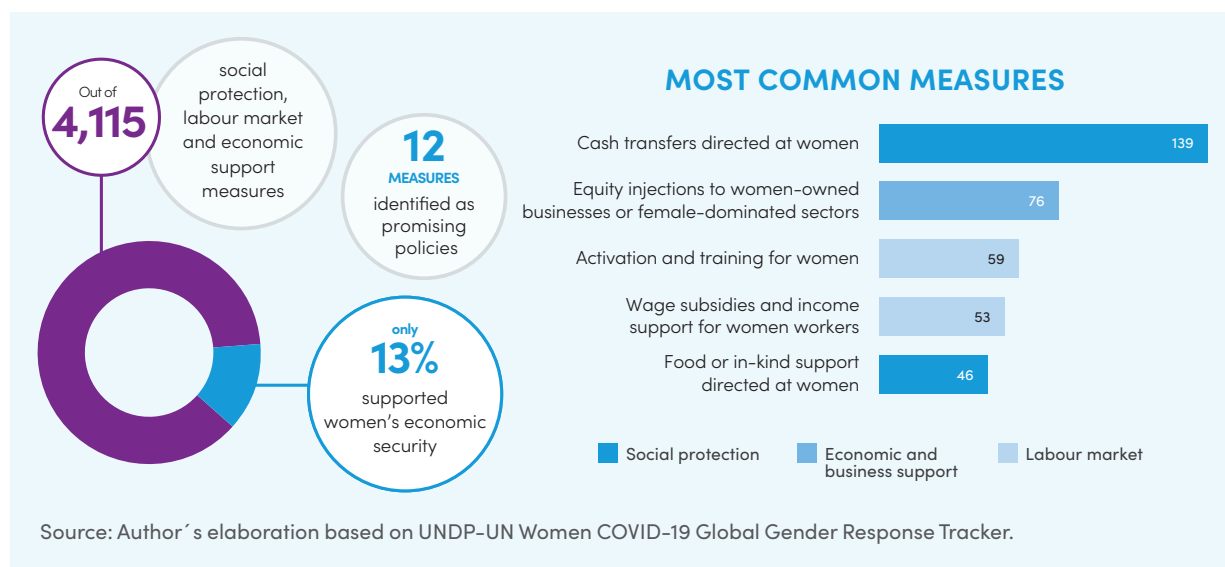 Out of
4,115
social
protection,
labour market
and economic
support
measures
12
MEASURES
identified as
promising
policies
only
13%
supported
women’s economic
security
MOST COMMON MEASURES
Cash transfers directed at women
139
Equity injections to women-owned
businesses or female-dominated sectors
76
Activation and training for women
59
Wage subsidies and income
support for women workers
53
Food or in-kind support
directed at women
46
Social protection
Economic and
business support
Labour market
Source: Author´s elaboration based on UNDP-UN Women COVID-19 Global Gender Response Tracker.